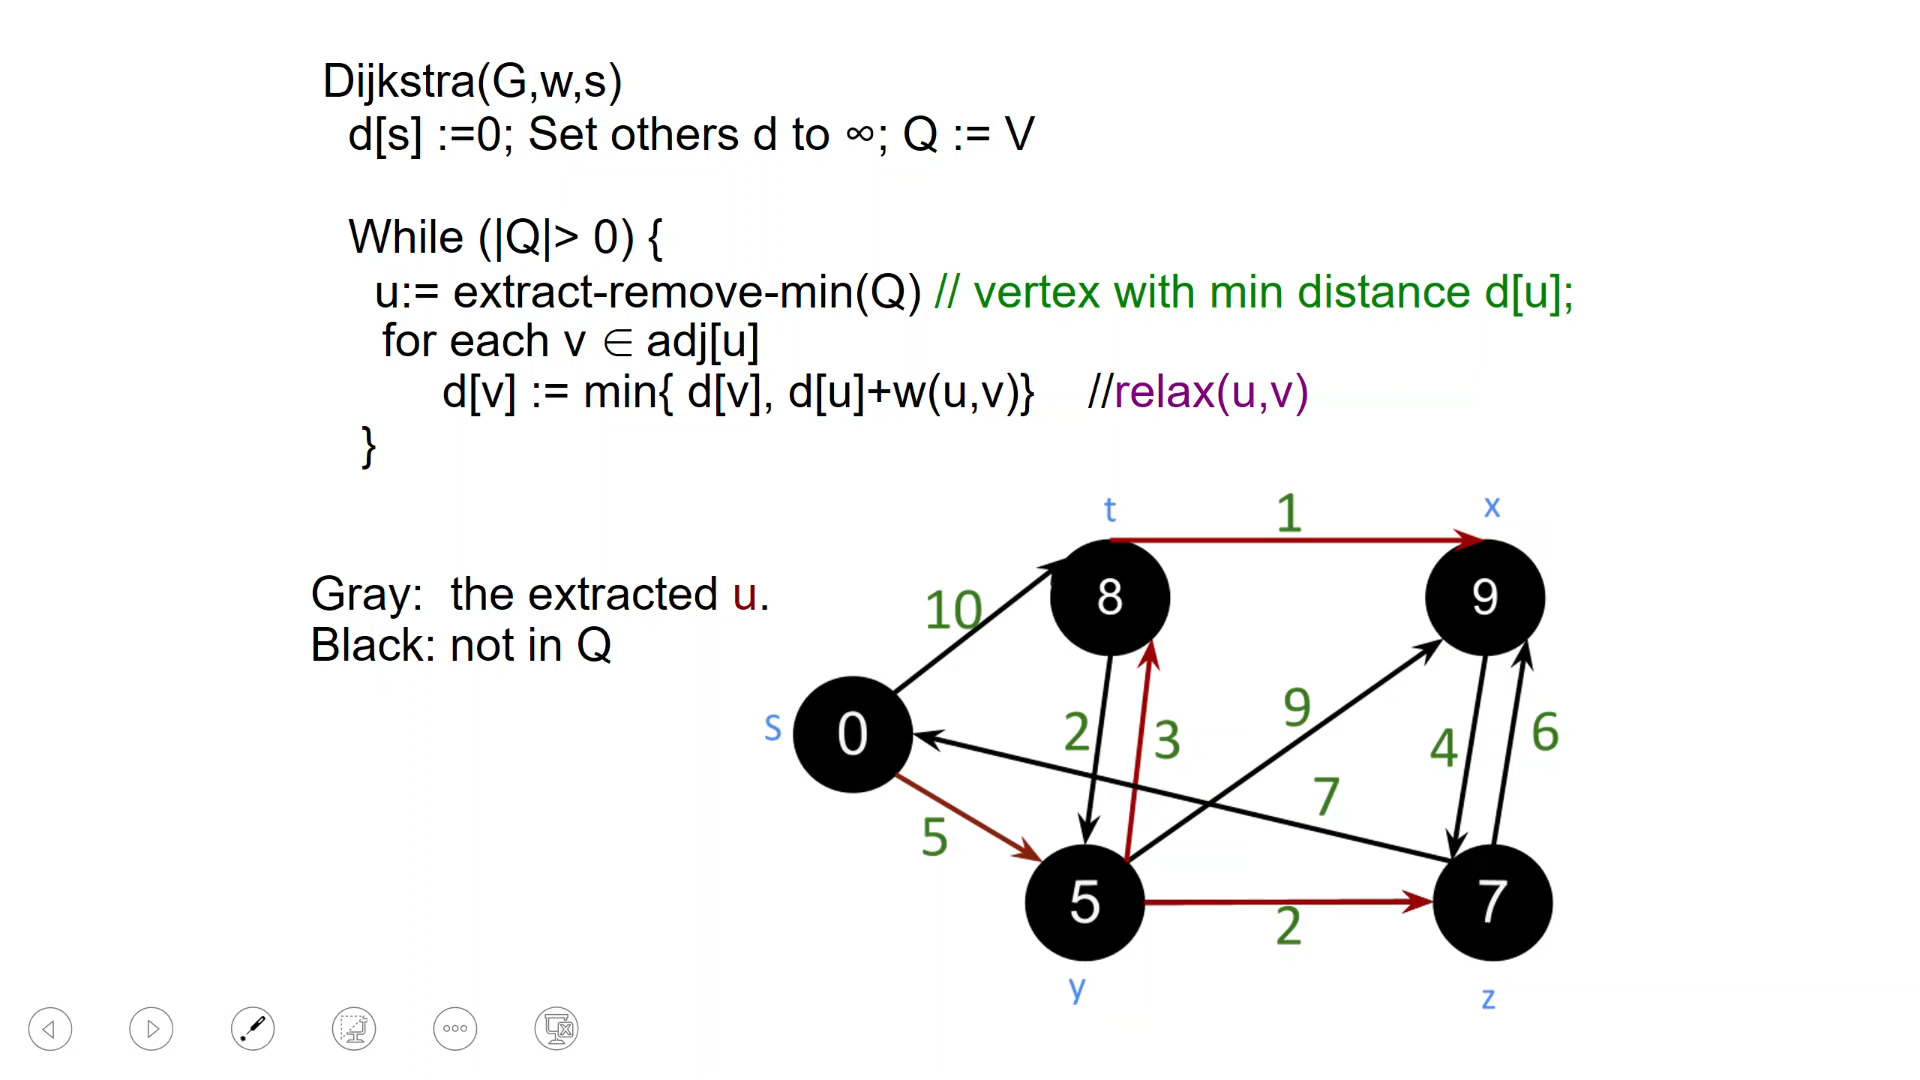 Dijkstra(G,w,s)
d[s] :=0; Set others d to ∞; Q := V
While (|Q|> 0) {
u:= extract-remove-min(Q) // vertex with min distance d[u];
for each v ∈ adj[u]
d[v] := min{ d[v], d[u]+w(u,v)} //relax(u,v)
}
Gray: the extracted u.
Black: not in Q
t
1
x
10
8
9
s
0
2
3
9
4
6
7
5
5
2
7
y
z